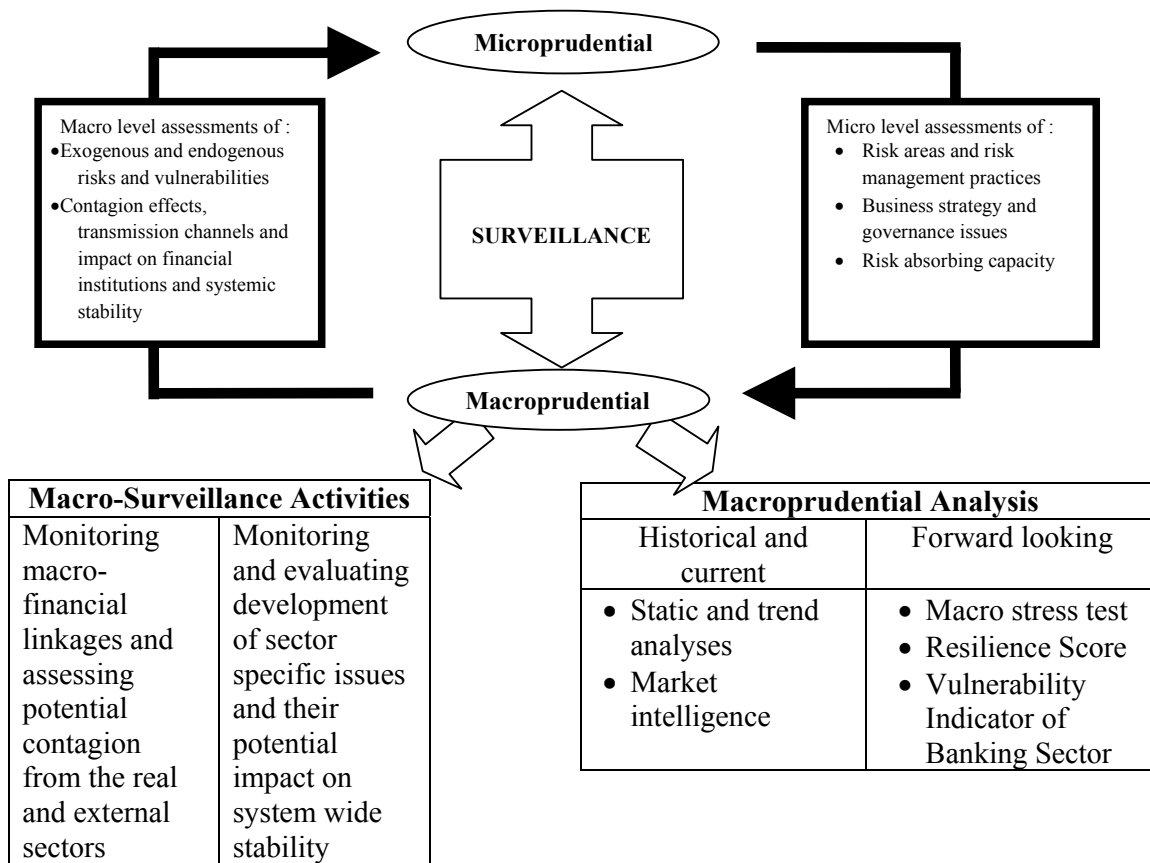 Microprudential
Macro level assessments of :
•Exogenous and endogenous
risks and vulnerabilities
•Contagion effects,
transmission channels and
impact on financial
institutions and systemic
stability
SURVEILLANCE
Micro level assessments of :
• Risk areas and risk
management practices
• Business strategy and
governance issues
• Risk absorbing capacity
Macroprudential
Macro-Surveillance Activities
Monitoring
macro-
financial
linkages and
assessing
potential
contagion
from the real
and external
sectors
Monitoring
and evaluating
development
of sector
specific issues
and their
potential
impact on
system wide
stability
Macroprudential Analysis
Historical and
current
Forward looking
• Static and trend
analyses
• Market
intelligence
• Macro stress test
• Resilience Score
• Vulnerability
Indicator of
Banking Sector